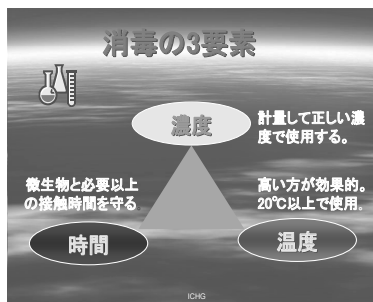 消毒の3要素
濃度
計量して正しい濃
度で使用する。
微生物と必要以上
の接触時間を守る
高い方が効果的。
20℃以上で使用。
時間
温度
ICHG